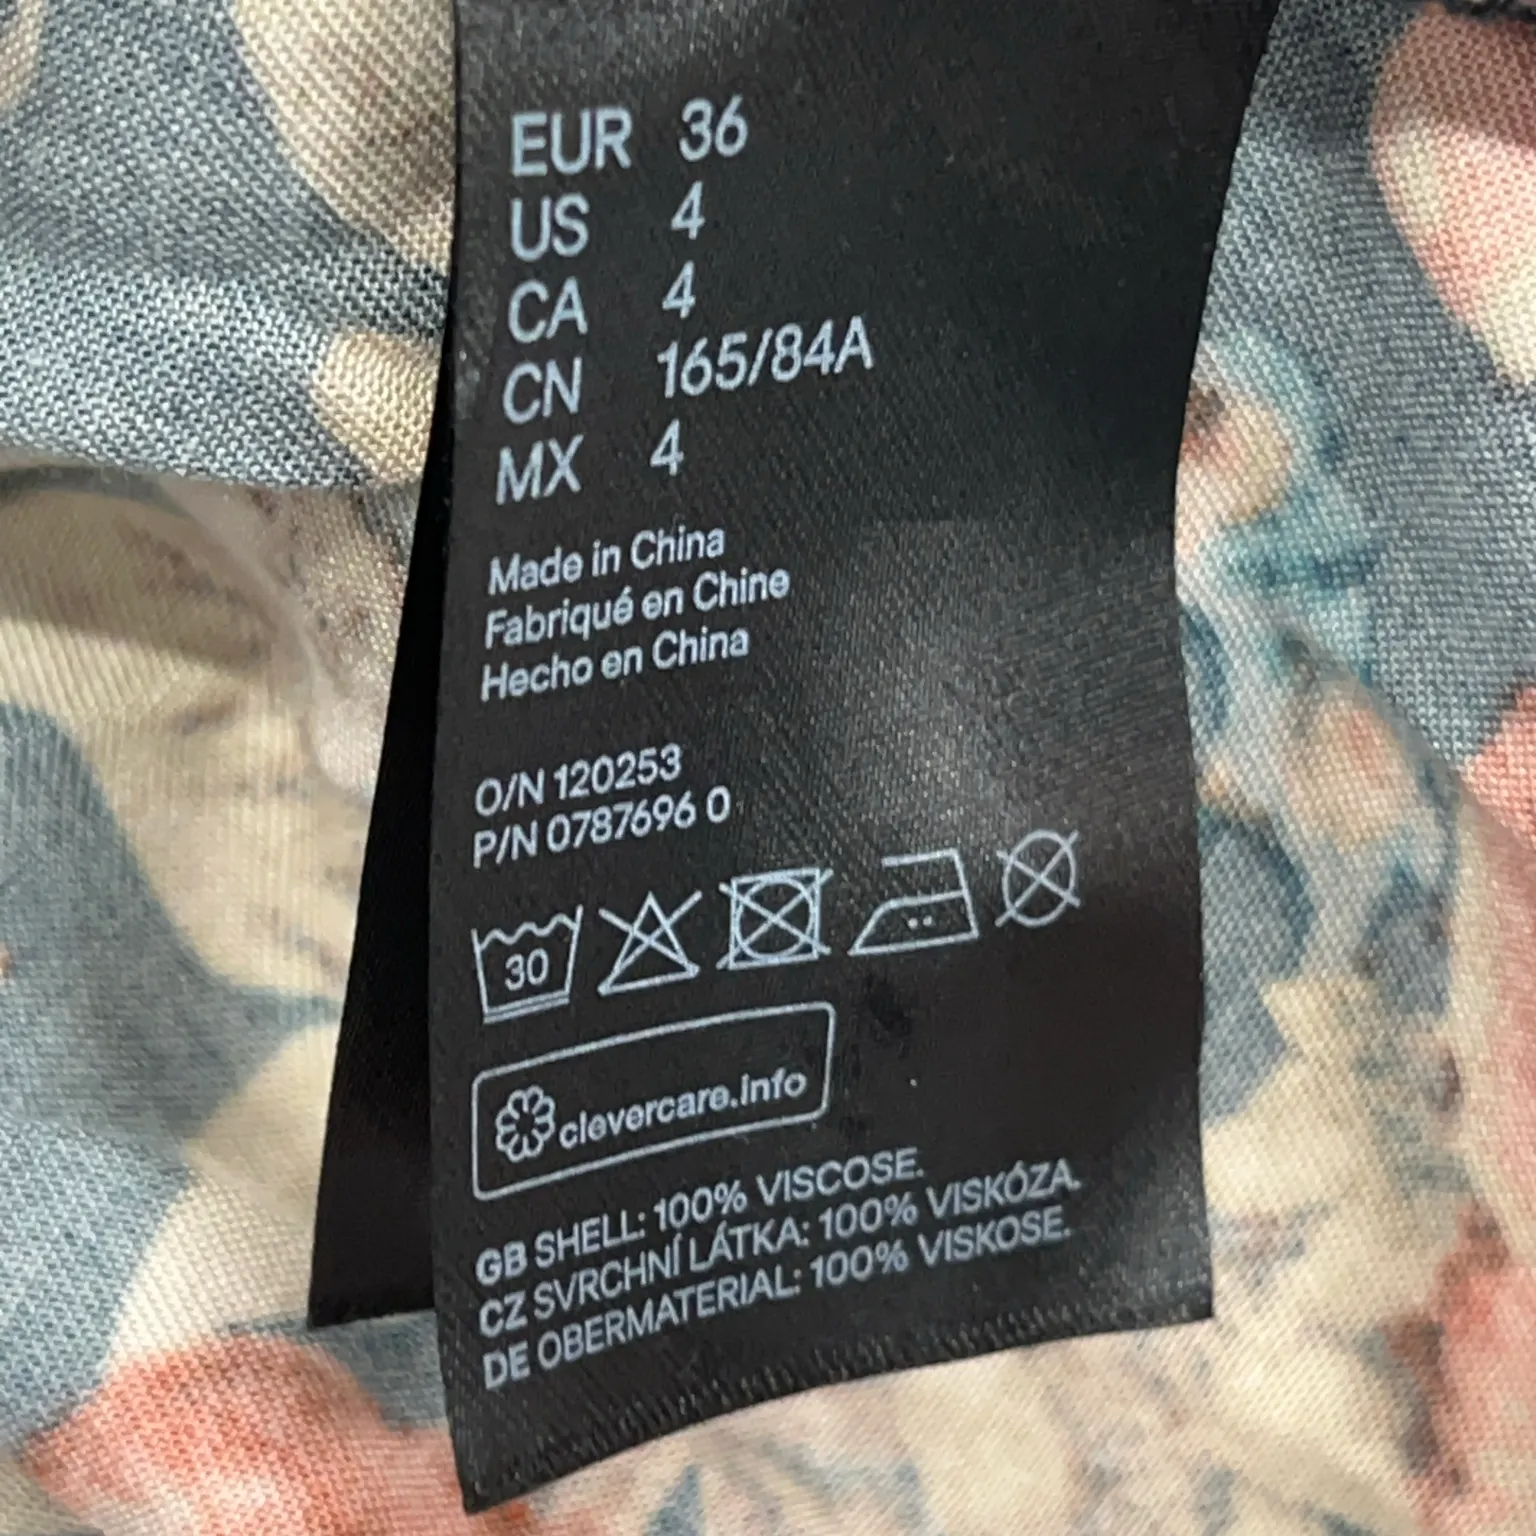 EUR 36
US 4
CA 4
CN 165/84A
MX 4
Made in China
Fabriqué en Chine
Hecho en China
O/N 120253
P/N 0787696 0
30
clevercare.info
GB SHELL: 100% VISCOSE.
CZ SVRCHNÍ LÁTKA: 100% VISKÓZA.
DE OBERMATERIAL: 100% VISKOSE.